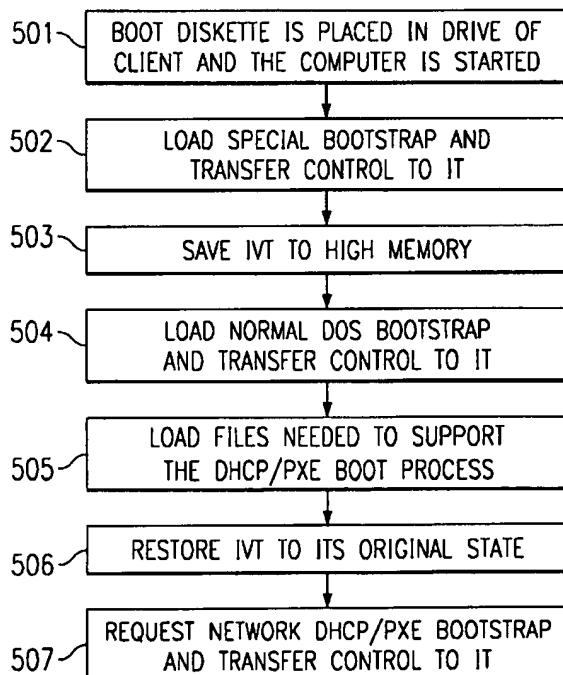 501
BOOT DISKETTE IS PLACED IN DRIVE OF
CLIENT AND THE COMPUTER IS STARTED
502
LOAD SPECIAL BOOTSTRAP AND
TRANSFER CONTROL TO IT
503
SAVE IVT TO HIGH MEMORY
504
LOAD NORMAL DOS BOOTSTRAP
AND TRANSFER CONTROL TO IT
505
LOAD FILES NEEDED TO SUPPORT
THE DHCP/PXE BOOT PROCESS
506
RESTORE IVT TO ITS ORIGINAL STATE
507
REQUEST NETWORK DHCP/PXE BOOTSTRAP
AND TRANSFER CONTROL TO IT